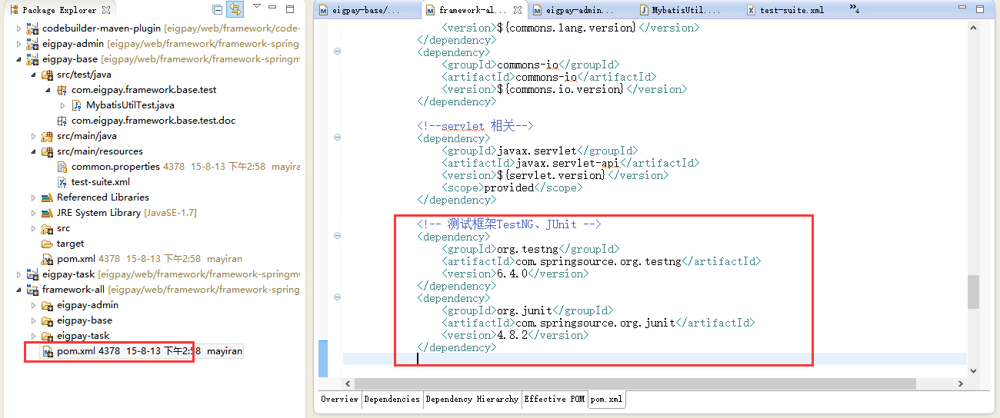 Package Explorer
codebuilder-maven-plugin [eigpay/web/framework/code-
eigpay-admin [eigpay/web/framework/framework-springm
eigpay-base [eigpay/web/framework/framework-springm
src/test/java
com.eigpay.framework.base.test
MybatisUtilTest.java
com.eigpay.framework.base.test.doc
src/main/java
src/main/resources
common.properties 4378 15-8-13 下午2:58 mayira
test-suite.xml
Referenced Libraries
JRE System Library [JavaSE-1.7]
src
target
pom.xml 4378 15-8-13 下午2:58 mayiran
eigpay-task [eigpay/web/framework/framework-springmv
framework-all [eigpay/web/framework/framework-spring
eigpay-admin
eigpay-base
eigpay-task
pom.xml 4378 15-8-13 下午2:58 mayiran
eigpay-base/... framework-al... eigpay-admin... MybatisUtil.... test-suite.xml »4
<version>${commons.lang.version}</version>
</dependency>
<dependency>
<groupId>commons-io</groupId>
<artifactId>commons-io</artifactId>
<version>${commons.io.version}</version>
</dependency>
<!--servlet 相关-->
<dependency>
<groupId>javax.servlet</groupId>
<artifactId>javax.servlet-api</artifactId>
<version>${servlet.version}</version>
<scope>provided</scope>
</dependency>
<!-- 测试框架TestNG、JUnit -->
<dependency>
<groupId>org.testng</groupId>
<artifactId>com.springsource.org.testng</artifactId>
<version>6.4.0</version>
</dependency>
<dependency>
<groupId>org.junit</groupId>
<artifactId>com.springsource.org.junit</artifactId>
<version>4.8.2</version>
</dependency>
Overview Dependencies Dependency Hierarchy Effective POM pom.xml